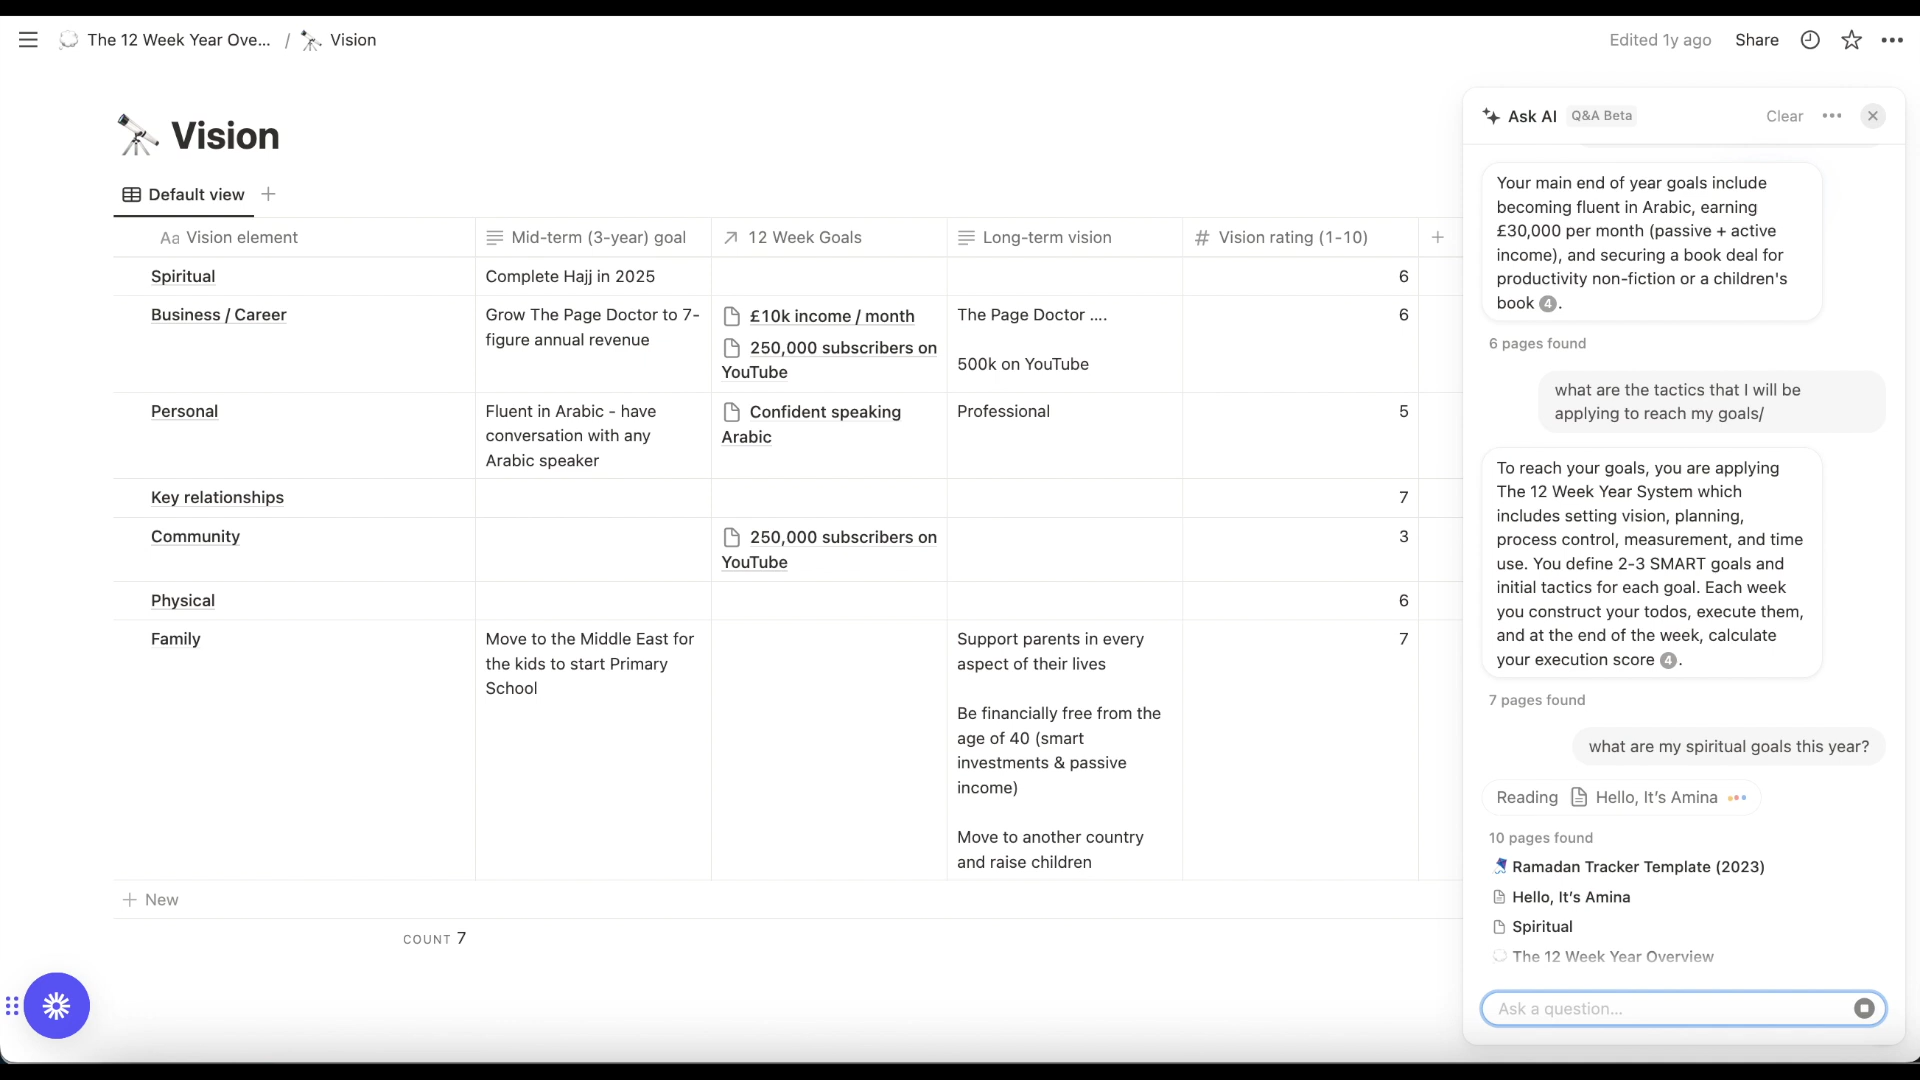 The 12 Week Year Ove... / Vision
Edited 1y ago Share
Vision
Default view
Aa Vision element
Mid-term (3-year) goal
12 Week Goals
Long-term vision
# Vision rating (1-10)
Spiritual
Complete Hajj in 2025
6
Business / Career
Grow The Page Doctor to 7-
figure annual revenue
£10k income / month
250,000 subscribers on
YouTube
The Page Doctor ....
500k on YouTube
6
Personal
Fluent in Arabic - have
conversation with any
Arabic speaker
Confident speaking
Arabic
Professional
5
Key relationships
7
Community
250,000 subscribers on
YouTube
3
Physical
6
Family
Move to the Middle East for
the kids to start Primary
School
Support parents in every
aspect of their lives
Be financially free from the
age of 40 (smart
investments & passive
income)
Move to another country
and raise children
7
+ New
COUNT 7
Ask AI Q&A Beta Clear
Your main end of year goals include
becoming fluent in Arabic, earning
£30,000 per month (passive + active
income), and securing a book deal for
productivity non-fiction or a children's
book 4.
6 pages found
what are the tactics that I will be
applying to reach my goals/
To reach your goals, you are applying
The 12 Week Year System which
includes setting vision, planning,
process control, measurement, and time
use. You define 2-3 SMART goals and
initial tactics for each goal. Each week
you construct your todos, execute them,
and at the end of the week, calculate
your execution score 4.
7 pages found
what are my spiritual goals this year?
Reading Hello, It's Amina
10 pages found
Ramadan Tracker Template (2023)
Hello, It's Amina
Spiritual
The 12 Week Year Overview
Ask a question...